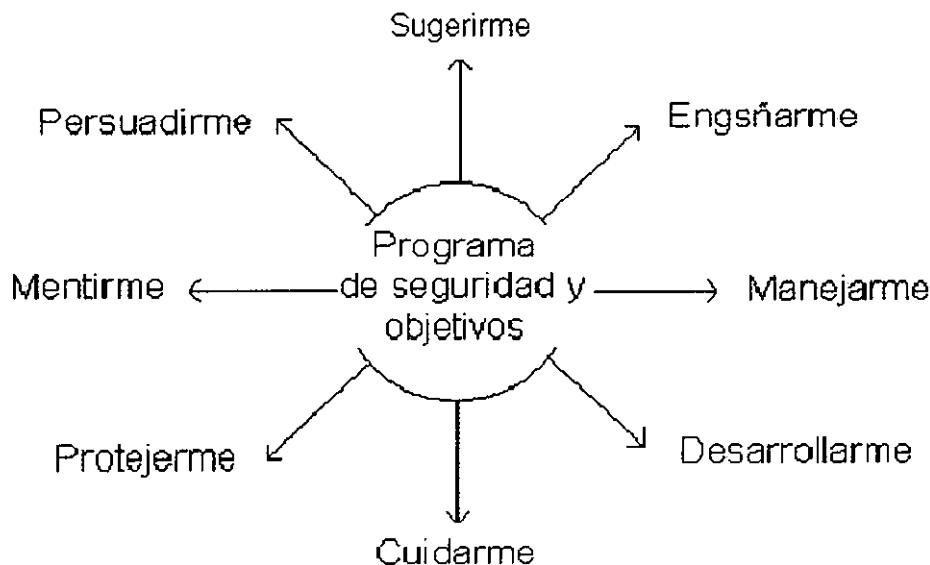 Sugerirme
Persuadirme
Engsñarme
Programa
de seguridad y
objetivos
Mentirme
Manejarme
Protejerme
Desarrollarme
Cuidarme